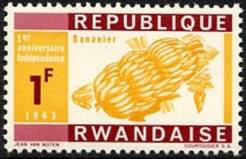 REPUBLIQUE
1er
anniversaire
Indépendance
Bananier
1F
1963
RWANDAISE
JEAN VAN NOTEN
COURVOISIER S.A.